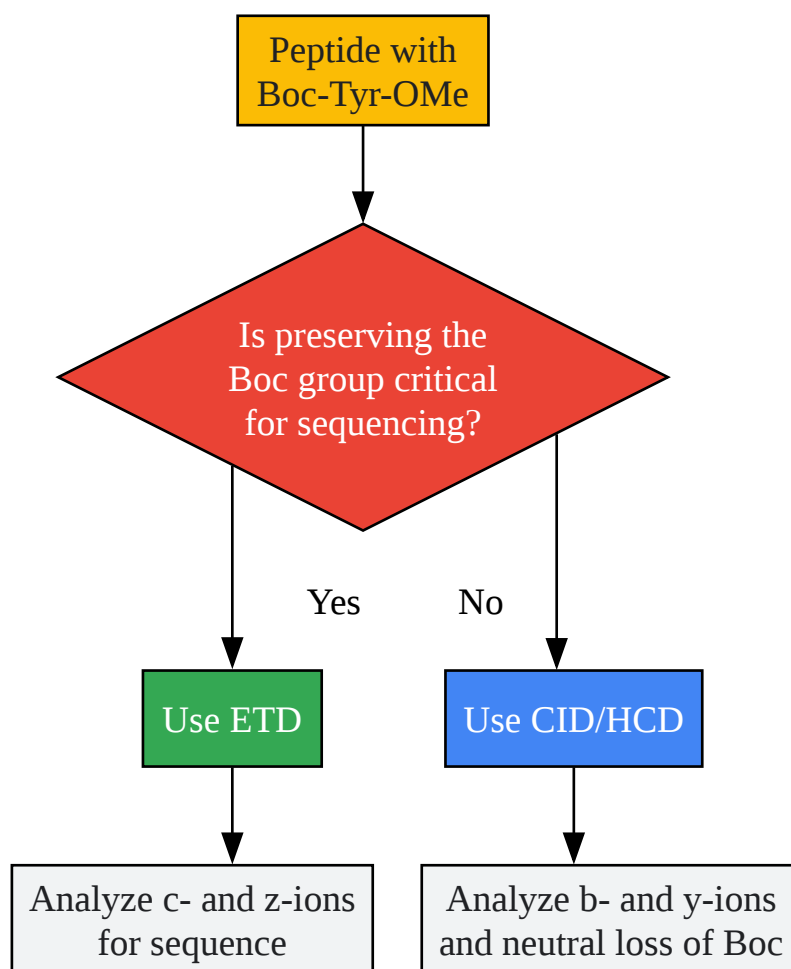 Peptide with
Boc-Tyr-OMe
Is preserving the
Boc group critical
for sequencing?
Yes
No
Use ETD
Use CID/HCD
Analyze c- and z-ions
for sequence
Analyze b- and y-ions
and neutral loss of Boc